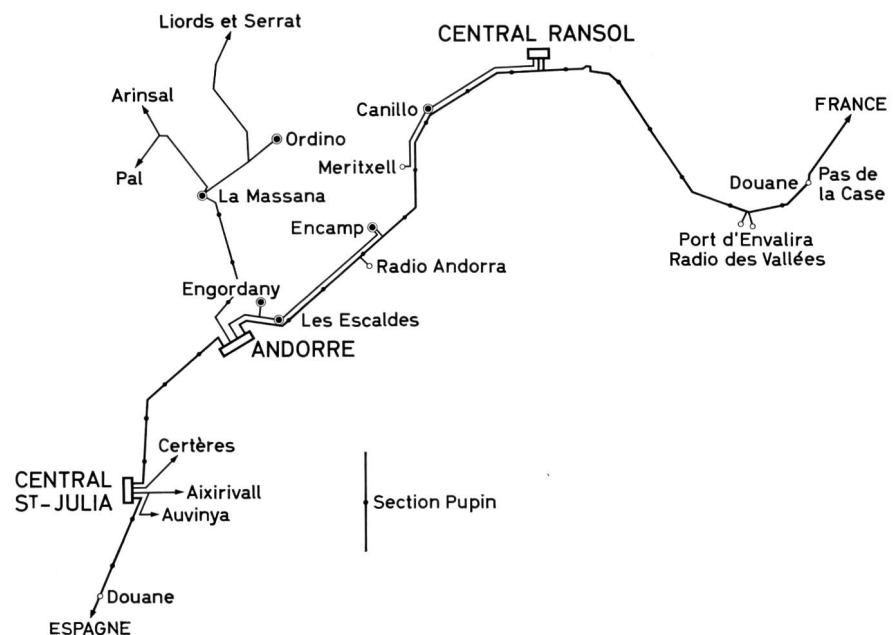 Liords et Serrat
CENTRAL RANSOL
Arinsal
Canillo
FRANCE
Ordino
Meritxell
Pal
La Massana
Douane
Pas de
la Case
Encamp
Port d'Envalira
Radio des Vallées
Radio Andorra
Engordany
Les Escaldes
ANDORRE
Certères
CENTRAL
ST-JULIA
Aixirivall
Section Pupin
Auvinya
Douane
ESPAGNE